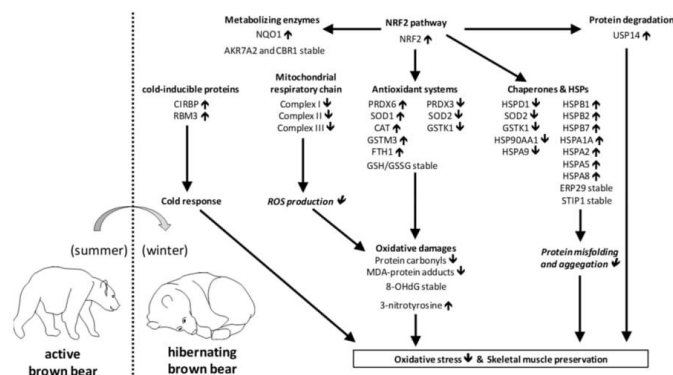 Metabolizing enzymes
NQO1 ↑
AKR7A2 and CBR1 stable
NRF2 pathway
NRF2 ↑
Protein degradation
USP14 ↑
cold-inducible proteins
CIRBP ↑
RBM3 ↑
Mitochondrial
respiratory chain
Complex I ↓
Complex II ↓
Complex III ↓
Antioxidant systems
PRDX6 ↑
SOD1 ↑
CAT ↑
GSTM3 ↑
FTH1 ↑
PRDX3 ↓
SOD2 ↓
GSTK1 ↓
GSH/GSSG stable
Chaperones & HSPs
HSPD1 ↓
SOD2 ↓
GSTK1 ↓
HSP90AA1 ↓
HSPA9 ↓
HSPB1 ↑
HSPB2 ↑
HSPB7 ↑
HSPA1A ↑
HSPA2 ↑
HSPA5 ↑
HSPA8 ↑
ERP29 stable
STIP1 stable
Cold response
ROS production ↓
(summer)
(winter)
Oxidative damages
Protein carbonyls ↓
MDA-protein adducts ↓
8-OHdG stable
3-nitrotyrosine ↑
Protein misfolding
and aggegation ↓
active
brown bear
hibernating
brown bear
Oxidative stress ↓ & Skeletal muscle preservation